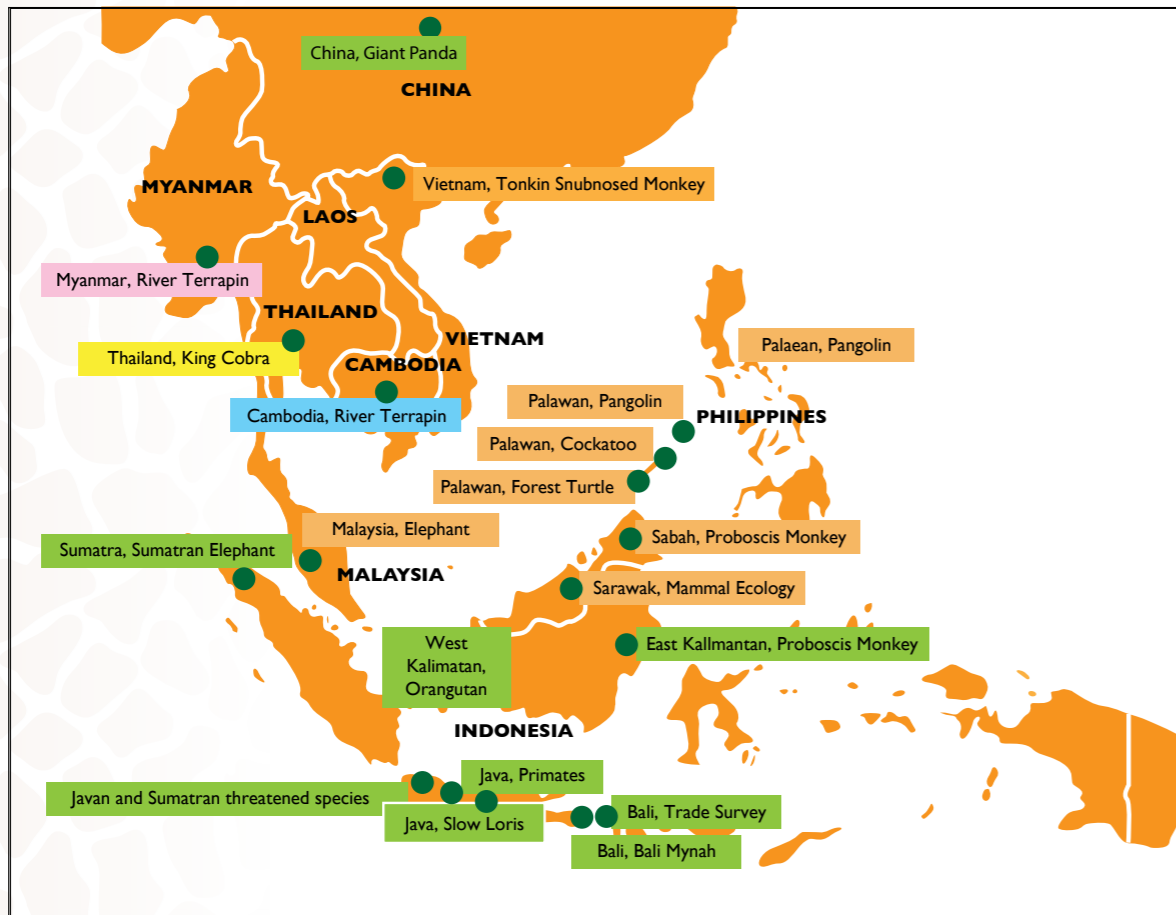 China, Giant Panda
CHINA
Vietnam, Tonkin Snubnosed Monkey
MYANMAR
LAOS
Myanmar, River Terrapin
THAILAND
VIETNAM
Thailand, King Cobra
Palaean, Pangolin
CAMBODIA
Cambodia, River Terrapin
Palawan, Pangolin
PHILIPPINES
Palawan, Cockatoo
Palawan, Forest Turtle
Malaysia, Elephant
Sabah, Proboscis Monkey
Sumatra, Sumatran Elephant
MALAYSIA
Sarawak, Mammal Ecology
West
Kalimatan,
Orangutan
East Kallmantan, Proboscis Monkey
INDONESIA
Java, Primates
Javan and Sumatran threatened species
Java, Slow Loris
Bali, Trade Survey
Bali, Bali Mynah